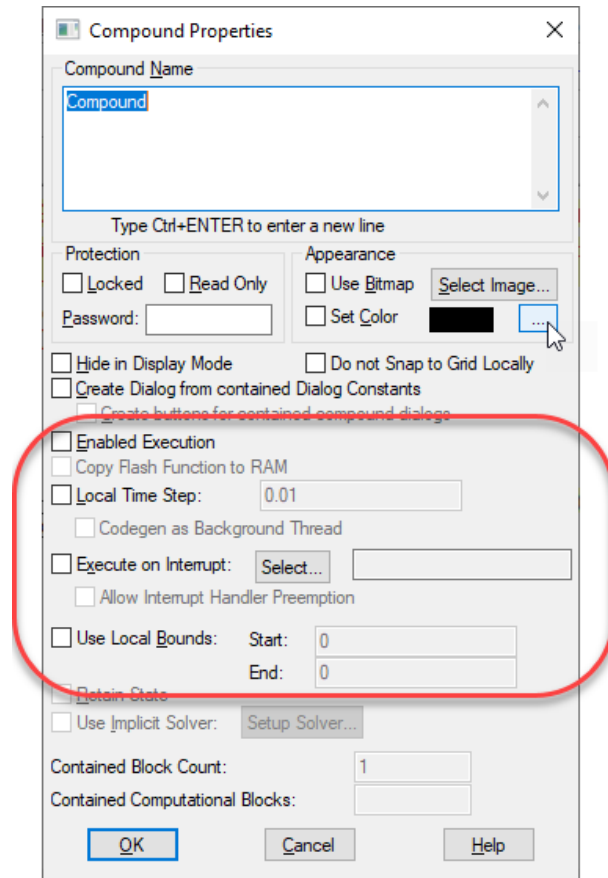 Compound Properties
Compound Name
Compound
Type Ctrl+ENTER to enter a new line
Protection
Locked Read Only
Password:
Appearance
Use Bitmap Select Image...
Set Color ...
Hide in Display Mode Do not Snap to Grid Locally
Create Dialog from contained Dialog Constants
Create buttons for contained compound dialogs
Enabled Execution
Copy Flash Function to RAM
Local Time Step: 0.01
Codegen as Background Thread
Execute on Interrupt: Select...
Allow Interrupt Handler Preemption
Use Local Bounds: Start: 0
End: 0
Retain State
Use Implicit Solver: Setup Solver...
Contained Block Count: 1
Contained Computational Blocks:
OK Cancel Help